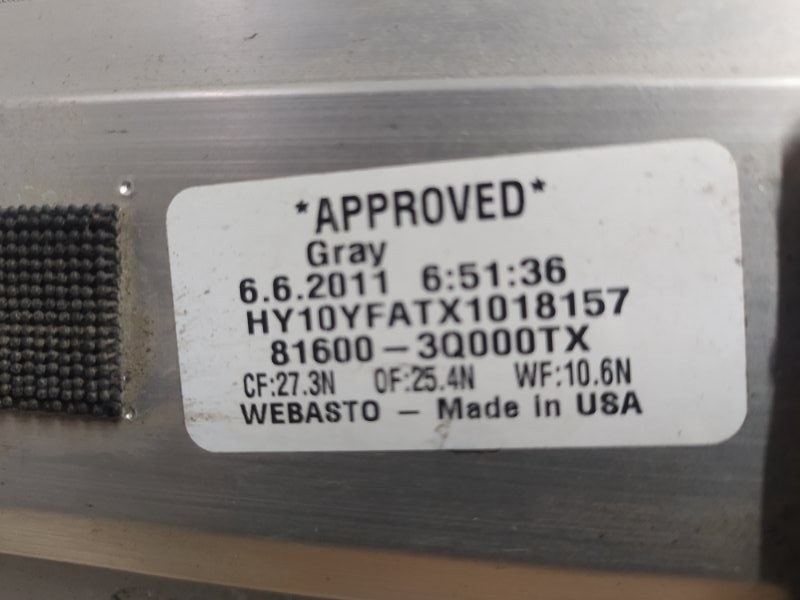 *APPROVED*
Gray
6.6.2011 6:51:36
HY10YFATX1018157
81600-3Q000TX
CF:27.3N OF:25.4N WF:10.6N
WEBASTO - Made in USA